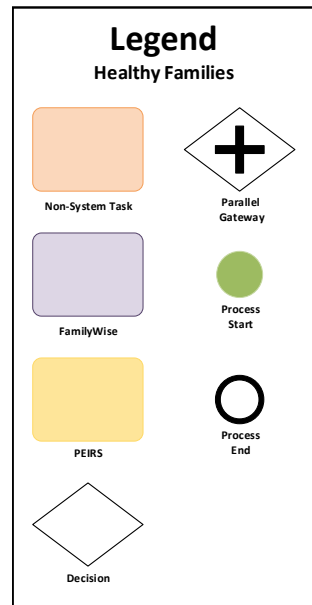 Legend
Healthy Families
Non-System Task
Parallel
Gateway
FamilyWise
Process
Start
PEIRS
Process
End
Decision